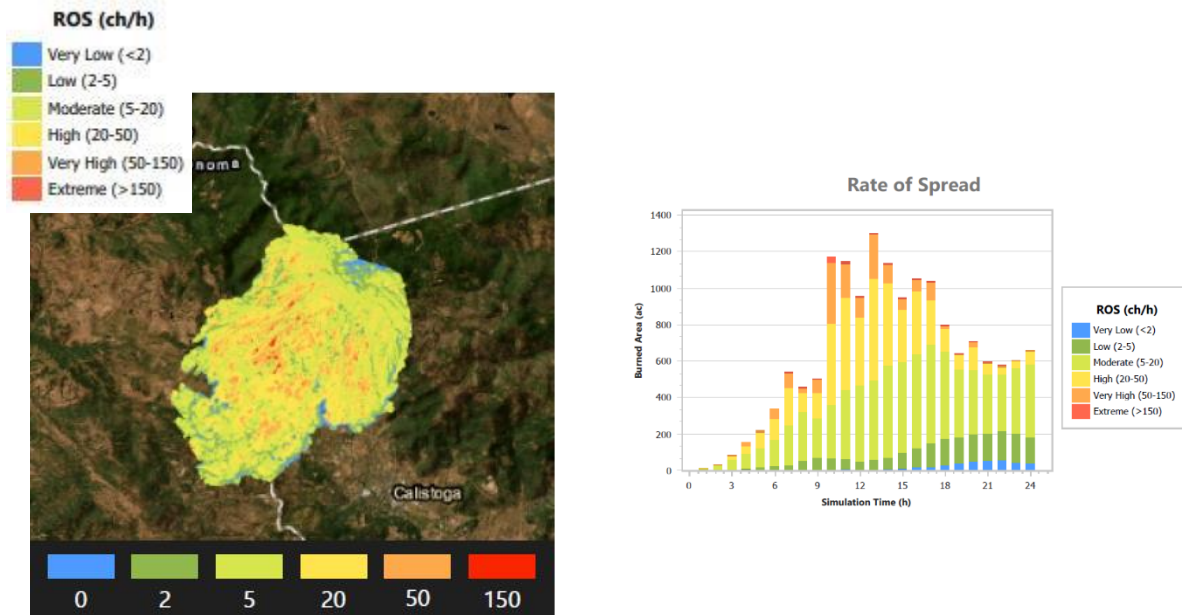 ROS (ch/h)
Very Low (<2)
Low (2-5)
Moderate (5-20)
High (20-50)
Very High (50-150)
Extreme (>150)
noma
Calistoga
0 2 5 20 50 150
Rate of Spread
Burned Area (ac)
1400
1200
1000
800
600
400
200
0
0 3 6 9 12 15 18 21 24
Simulation Time (h)
ROS (ch/h)
Very Low (<2)
Low (2-5)
Moderate (5-20)
High (20-50)
Very High (50-150)
Extreme (>150)